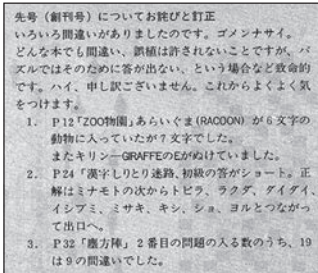 先号（創刊号）についてお詫びと訂正
いろいろ間違いがありましたのです。ゴメンナサイ。
どんな本でも間違い、誤植は許されないことですが、パ
ズルではそのために答が出ない、という場合など致命的
です。ハイ、申し訳ございません。これからよくよく気
をつけます。
1. P12「ZOO物園」あらいぐま(RACOON) が6文字の
動物に入っていたが7文字でした。
またキリン―GIRAFFEのEがぬけていました。
2. P24「漢字しりとり迷路、初級の答がショート。正
解はミナモトの次からトビラ、ラクダ、ダイダイ、
イシブミ、ミサキ、キシ、ショ、ヨルとつながっ
て出口へ。
3. P32「塵方陣」2番目の問題の入る数のうち、19
は9の間違いでした。